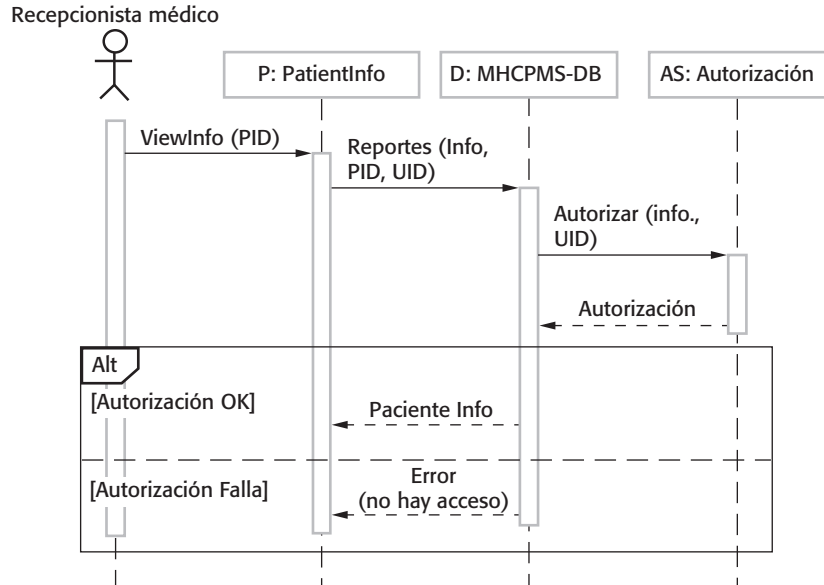 Recepcionista médico
P: PatientInfo
D: MHCPMS-DB
AS: Autorización
ViewInfo (PID)
Reportes (Info,
PID, UID)
Autorizar (info.,
UID)
Autorización
Alt
[Autorización OK]
Paciente Info
[Autorización Falla]
Error
(no hay acceso)